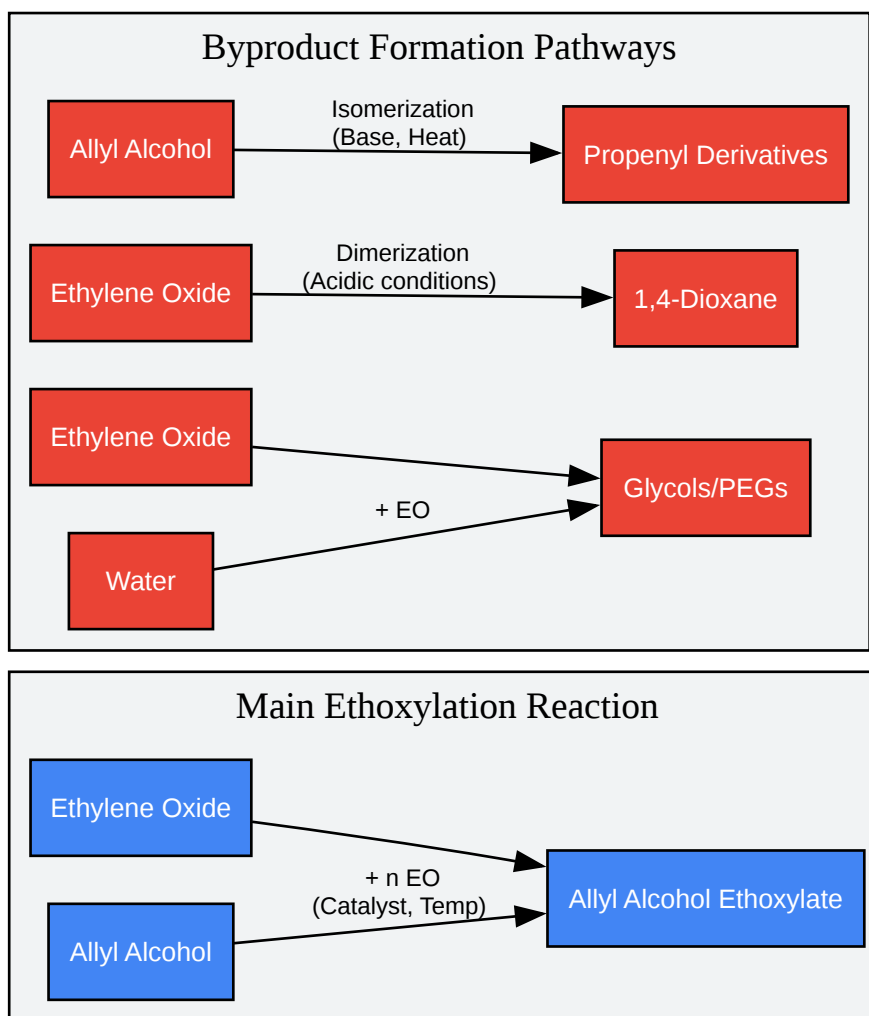 Byproduct Formation Pathways
Allyl Alcohol
Isomerization
(Base, Heat)
Propenyl Derivatives
Ethylene Oxide
Dimerization
(Acidic conditions)
1,4-Dioxane
Ethylene Oxide
Glycols/PEGs
+ EO
Water
Main Ethoxylation Reaction
Ethylene Oxide
+ n EO
(Catalyst, Temp)
Allyl Alcohol Ethoxylate
Allyl Alcohol